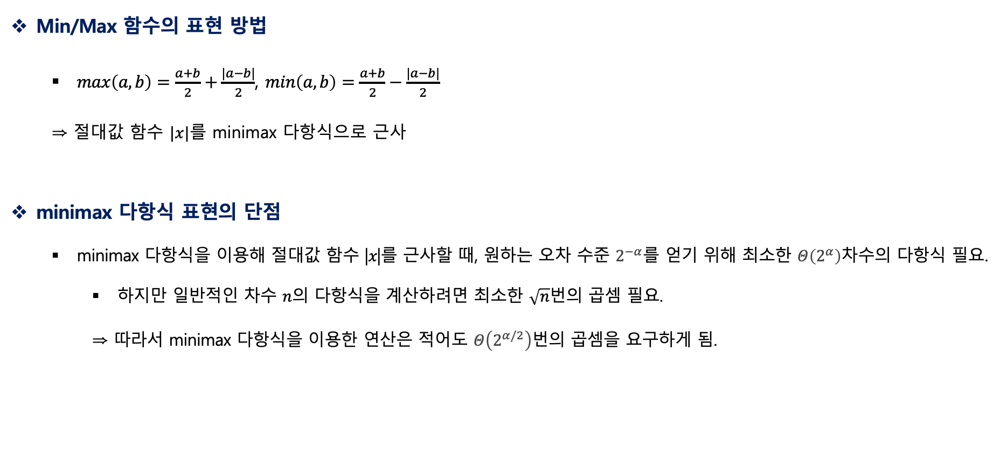 ❖ Min/Max 함수의 표현 방법
▪ max(a,b) = \frac{a+b}{2} + \frac{|a−b|}{2}, min(a,b) = \frac{a+b}{2} − \frac{|a−b|}{2}
⇒ 절대값 함수 |x|를 minimax 다항식으로 근사
❖ minimax 다항식 표현의 단점
▪ minimax 다항식을 이용해 절대값 함수 |x|를 근사할 때, 원하는 오차 수준 2^{−α}를 얻기 위해 최소한 Θ(2^{α})차수의 다항식 필요.
▪ 하지만 일반적인 차수 n의 다항식을 계산하려면 최소한 √n번의 곱셈 필요.
⇒ 따라서 minimax 다항식을 이용한 연산은 적어도 Θ(2^{α/2})번의 곱셈을 요구하게 됨.